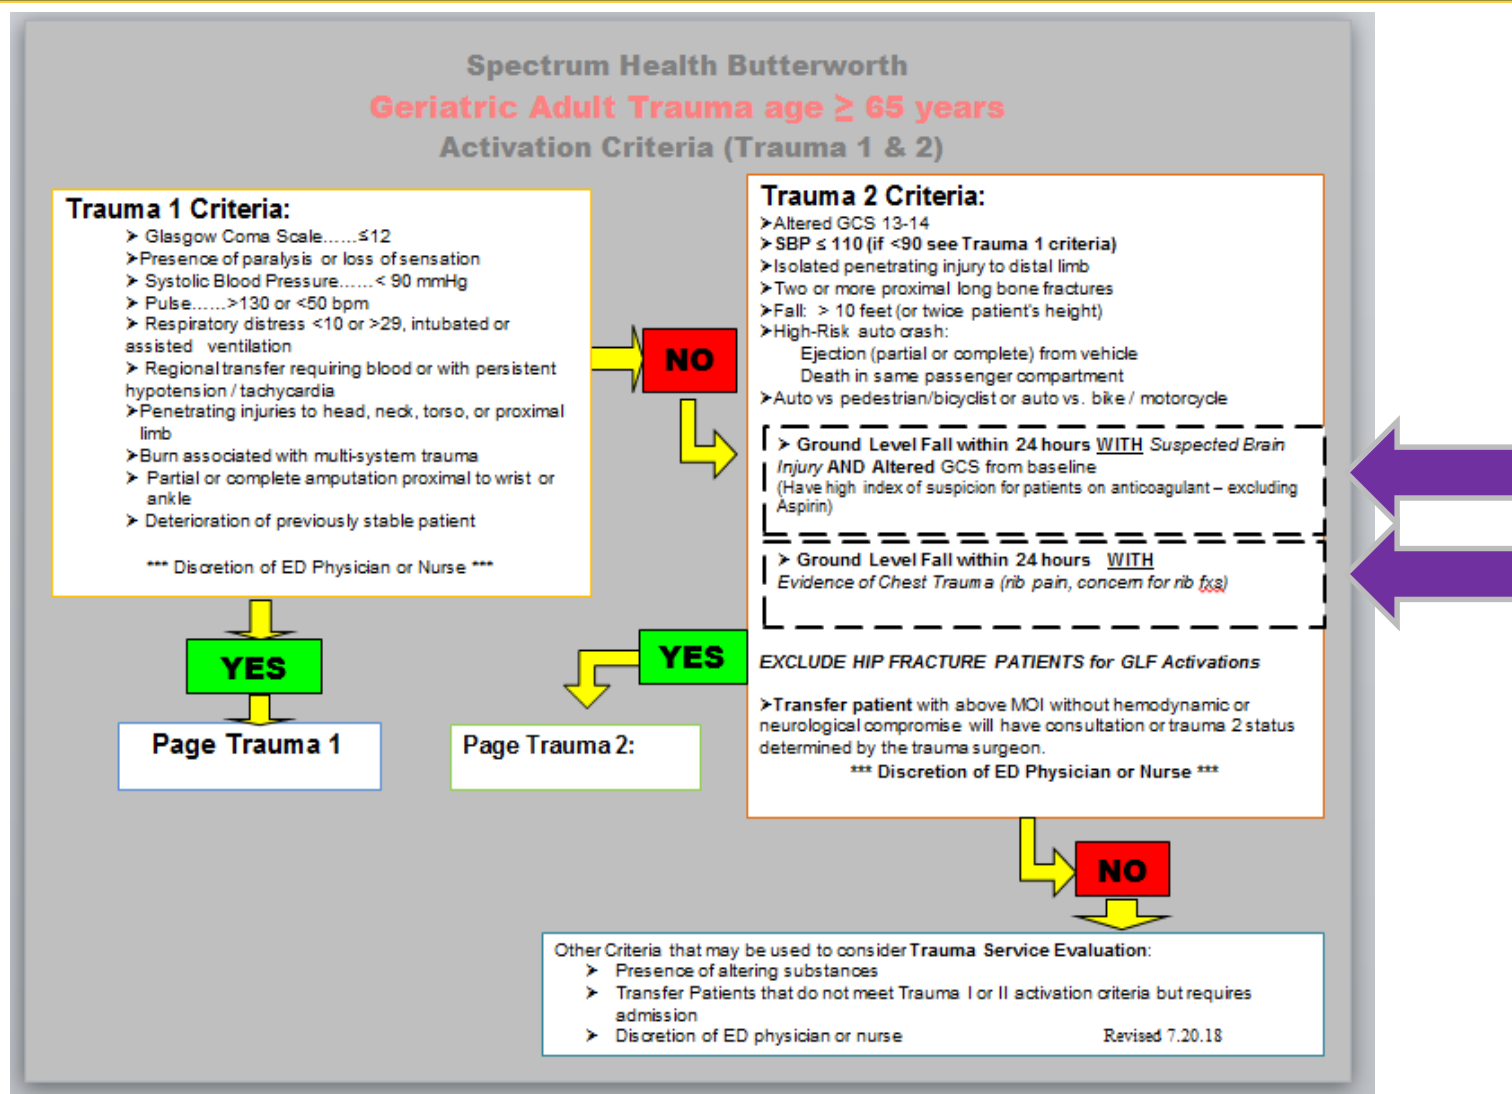 Spectrum Health Butterworth
Geriatric Adult Trauma age ≥ 65 years
Activation Criteria (Trauma 1 & 2)
Trauma 1 Criteria:
➤ Glasgow Coma Scale......≤12
➤Presence of paralysis or loss of sensation
➤ Systolic Blood Pressure......< 90 mmHg
➤ Pulse......>130 or <50 bpm
➤ Respiratory distress <10 or >29, intubated or
assisted ventilation
➤ Regional transfer requiring blood or with persistent
hypotension / tachycardia
➤Penetrating injuries to head, neck, torso, or proximal
limb
➤Burn associated with multi-system trauma
➤ Partial or complete amputation proximal to wrist or
ankle
➤ Deterioration of previously stable patient
*** Discretion of ED Physician or Nurse ***
YES
Page Trauma 1
NO
Trauma 2 Criteria:
➤Altered GCS 13-14
➤SBP ≤ 110 (if <90 see Trauma 1 criteria)
➤Isolated penetrating injury to distal limb
➤Two or more proximal long bone fractures
➤Fall: > 10 feet (or twice patient's height)
➤High-Risk auto crash:
Ejection (partial or complete) from vehicle
Death in same passenger compartment
➤Auto vs pedestrian/bicyclist or auto vs. bike / motorcycle
➤ Ground Level Fall within 24 hours WITH Suspected Brain
Injury AND Altered GCS from baseline
(Have high index of suspicion for patients on anticoagulant – excluding
Aspirin)
➤ Ground Level Fall within 24 hours WITH
Evidence of Chest Trauma (rib pain, concern for rib fxs)
EXCLUDE HIP FRACTURE PATIENTS for GLF Activations
➤Transfer patient with above MOI without hemodynamic or
neurological compromise will have consultation or trauma 2 status
determined by the trauma surgeon.
*** Discretion of ED Physician or Nurse ***
YES
Page Trauma 2:
NO
Other Criteria that may be used to consider Trauma Service Evaluation:
➤ Presence of altering substances
➤ Transfer Patients that do not meet Trauma I or II activation criteria but requires
admission
➤ Discretion of ED physician or nurse
Revised 7.20.18